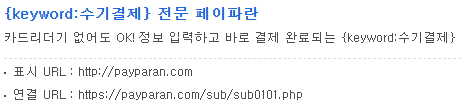 {keyword:수기결제} 전문 페이파란
카드리더기 없어도 OK! 정보 입력하고 바로 결제 완료되는 {keyword:수기결제}
· 표시 URL : http://payparan.com
· 연결 URL : https://payparan.com/sub/sub0101.php